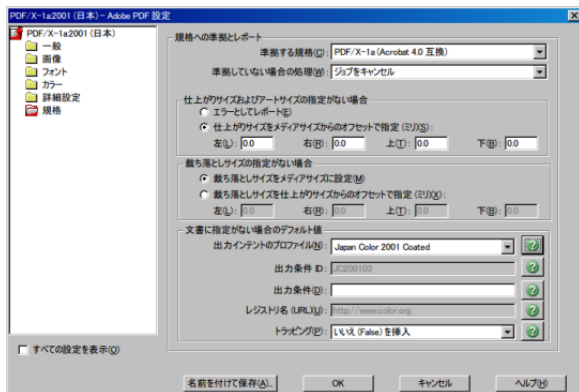 PDF/X-1a:2001 (日本) - Adobe PDF 設定
PDF/X-1a:2001 (日本)
一般
画像
フォント
カラー
詳細設定
規格
すべての設定を表示(O)
規格への準拠とレポート
準拠する規格(C): PDF/X-1a (Acrobat 4.0 互換)
準拠していない場合の処理(W): ジョブをキャンセル
仕上がりサイズおよびアートサイズの指定がない場合
エラーとしてレポート(E)
仕上がりサイズをメディアサイズからのオフセットで指定 (ミリ)(S):
左(L): 0.0 右(R): 0.0 上(T): 0.0 下(B): 0.0
裁ち落としサイズの指定がない場合
裁ち落としサイズをメディアサイズに設定(M)
裁ち落としサイズを仕上がりサイズからのオフセットで指定 (ミリ)(X):
左(L): 0.0 右(R): 0.0 上(T): 0.0 下(B): 0.0
文書に指定がない場合のデフォルト値
出力インテントのプロファイル(N): Japan Color 2001 Coated
出力条件 ID: JC200103
出力条件(D):
レジストリ名 (URL)(U): http://www.color.org
トラッピング(P): いいえ (False) を挿入
名前を付けて保存(A)... OK キャンセル ヘルプ(H)